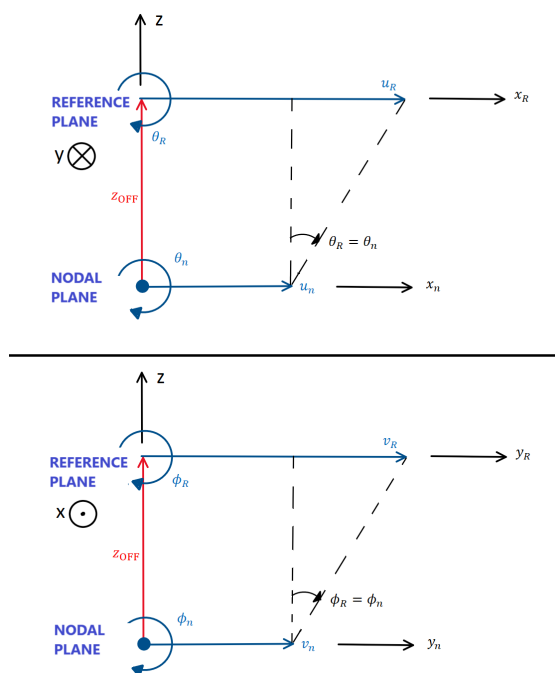 z
u_R
x_R
REFERENCE
PLANE
θ_R
y
z_OFF
θ_R = θ_n
θ_n
NODAL
PLANE
u_n
x_n
z
v_R
y_R
REFERENCE
PLANE
ϕ_R
x
z_OFF
ϕ_R = ϕ_n
ϕ_n
NODAL
PLANE
v_n
y_n